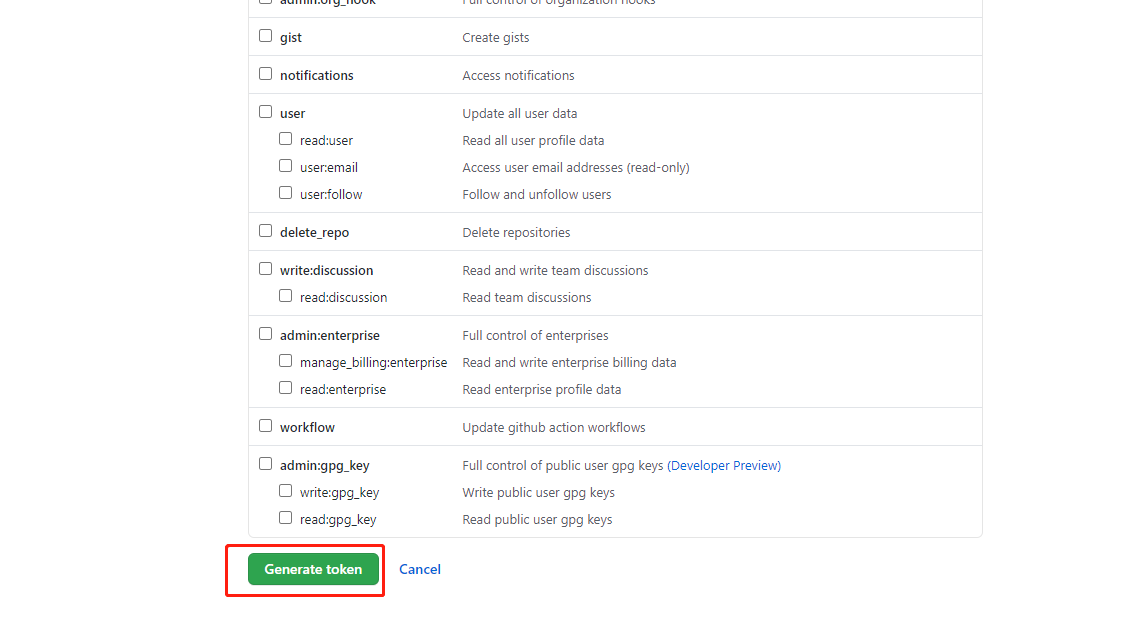 admin:org_hook Full control of organization hooks
gist Create gists
notifications Access notifications
user Update all user data
read:user Read all user profile data
user:email Access user email addresses (read-only)
user:follow Follow and unfollow users
delete_repo Delete repositories
write:discussion Read and write team discussions
read:discussion Read team discussions
admin:enterprise Full control of enterprises
manage_billing:enterprise Read and write enterprise billing data
read:enterprise Read enterprise profile data
workflow Update github action workflows
admin:gpg_key Full control of public user gpg keys (Developer Preview)
write:gpg_key Write public user gpg keys
read:gpg_key Read public user gpg keys
Generate token Cancel